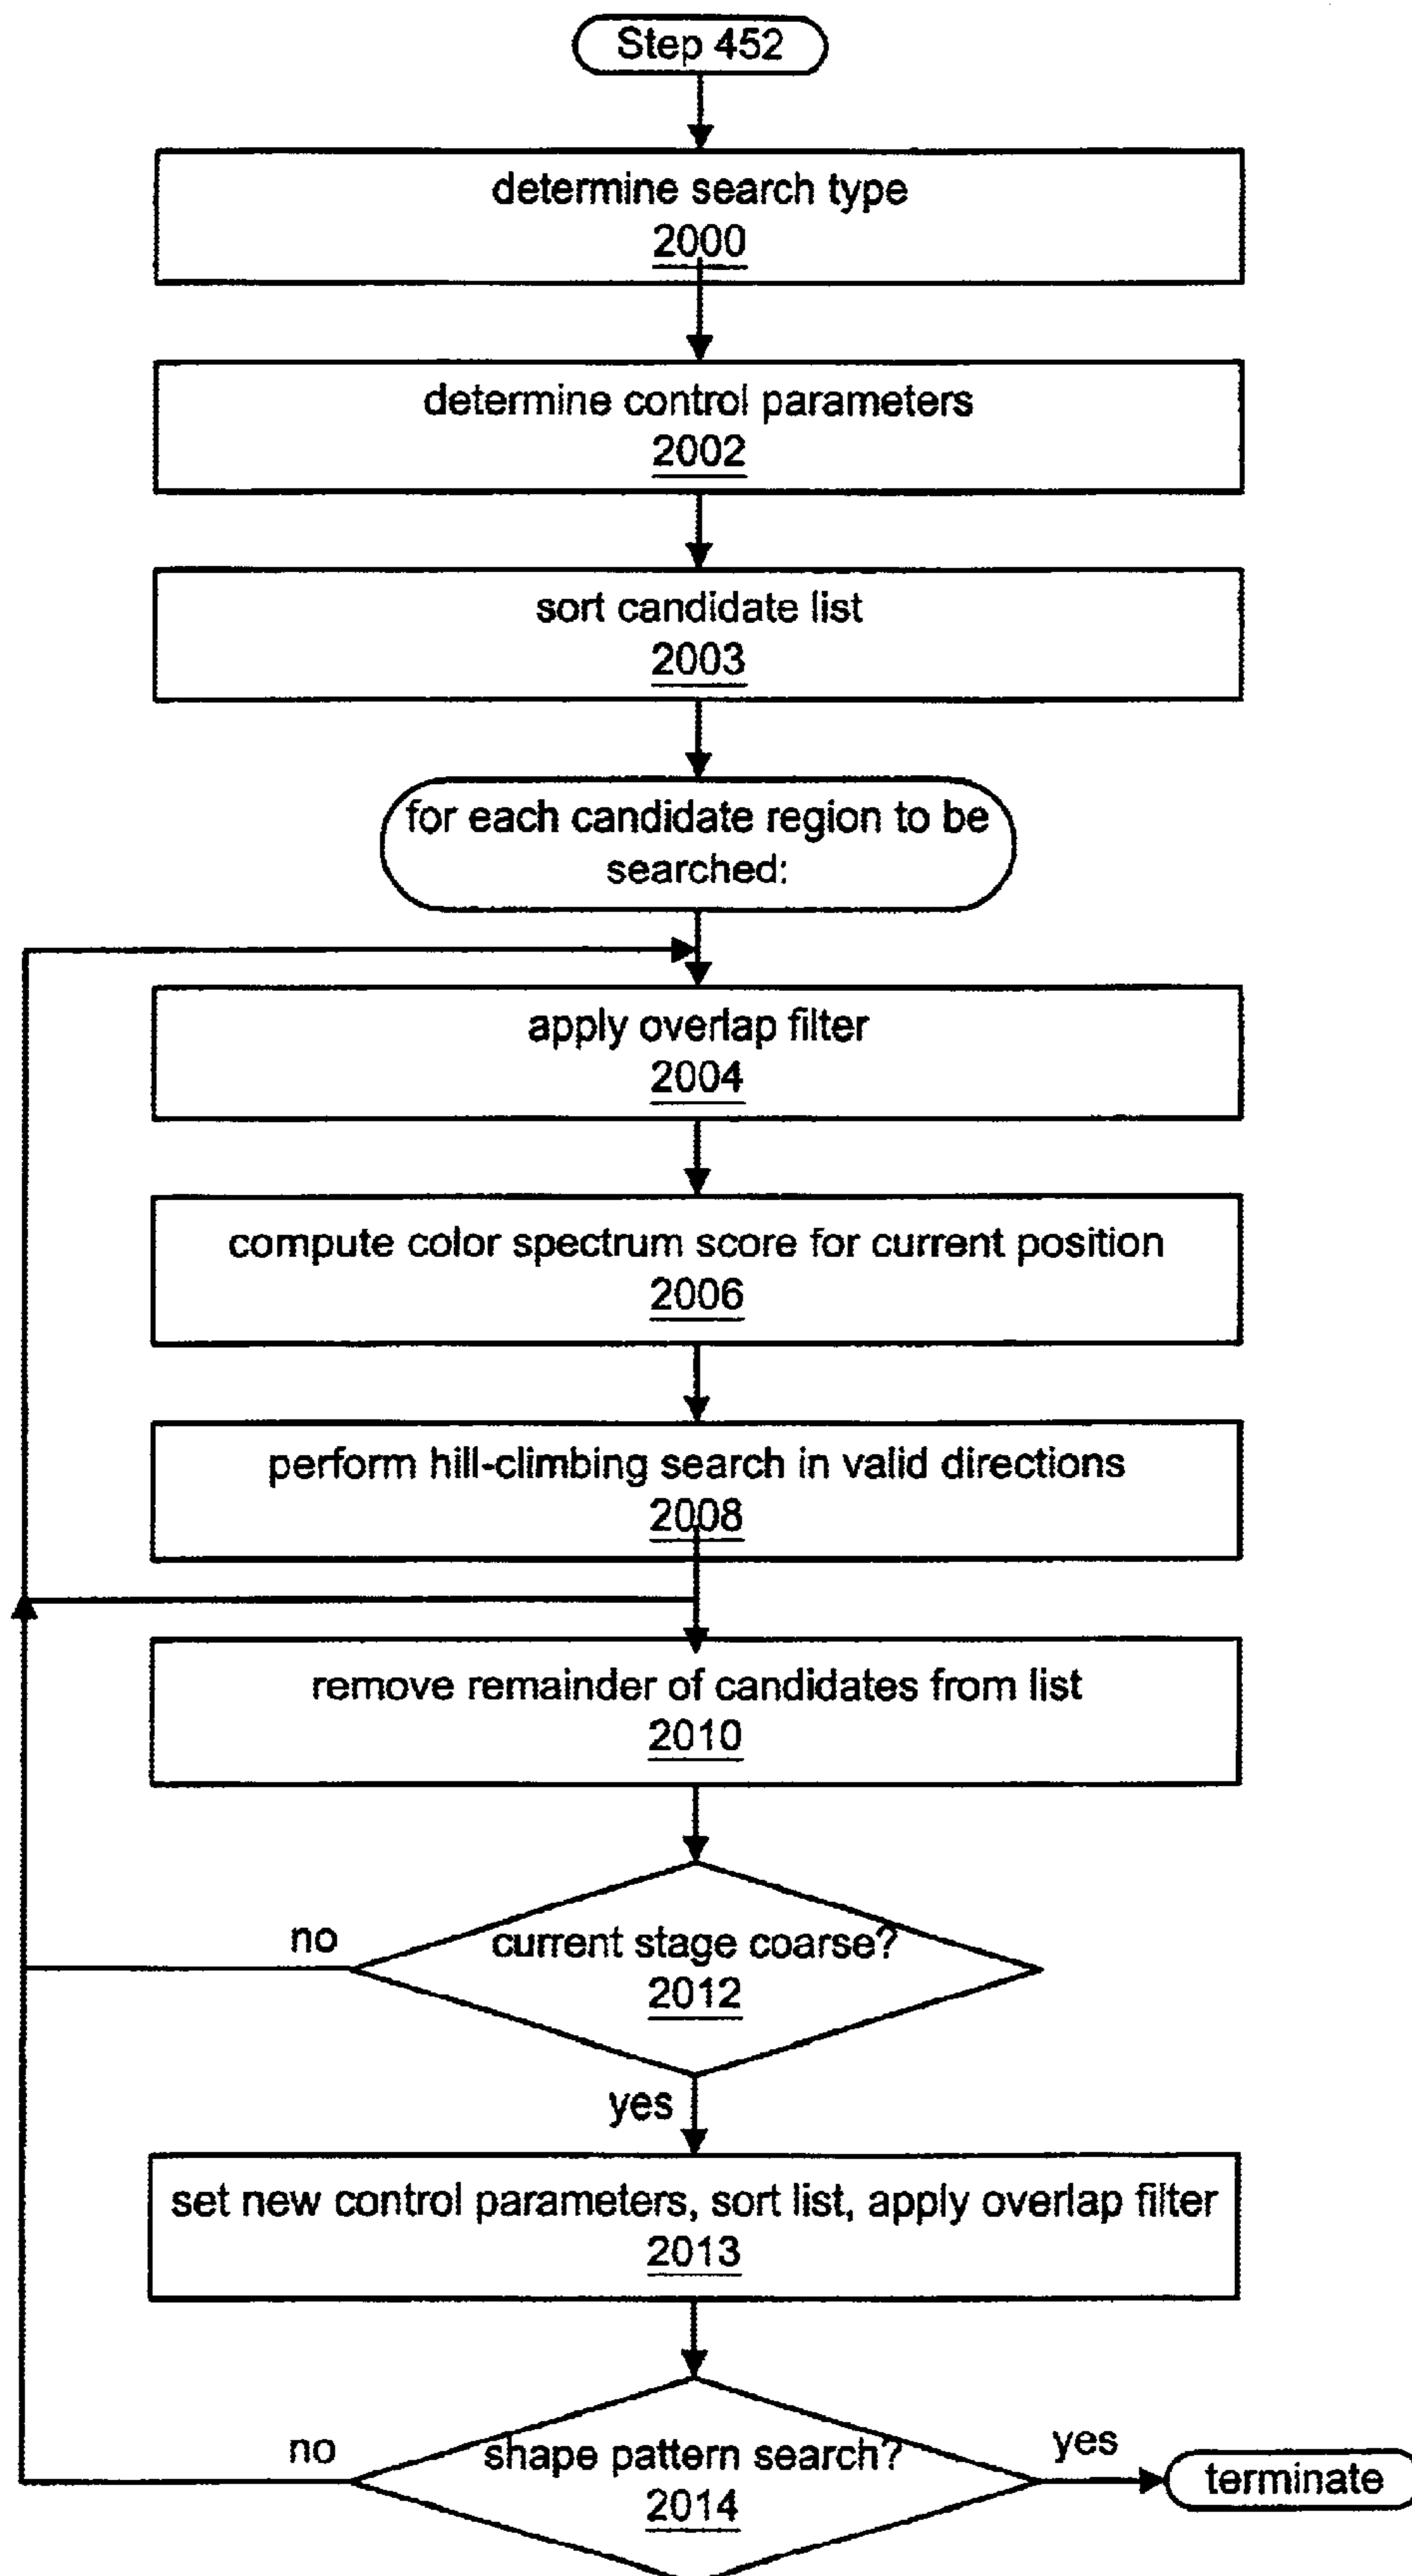 Step 452
determine search type
2000
determine control parameters
2002
sort candidate list
2003
for each candidate region to be
searched:
apply overlap filter
2004
compute color spectrum score for current position
2006
perform hill-climbing search in valid directions
2008
remove remainder of candidates from list
2010
no
current stage coarse?
2012
yes
set new control parameters, sort list, apply overlap filter
2013
no
shape pattern search?
2014
yes
terminate